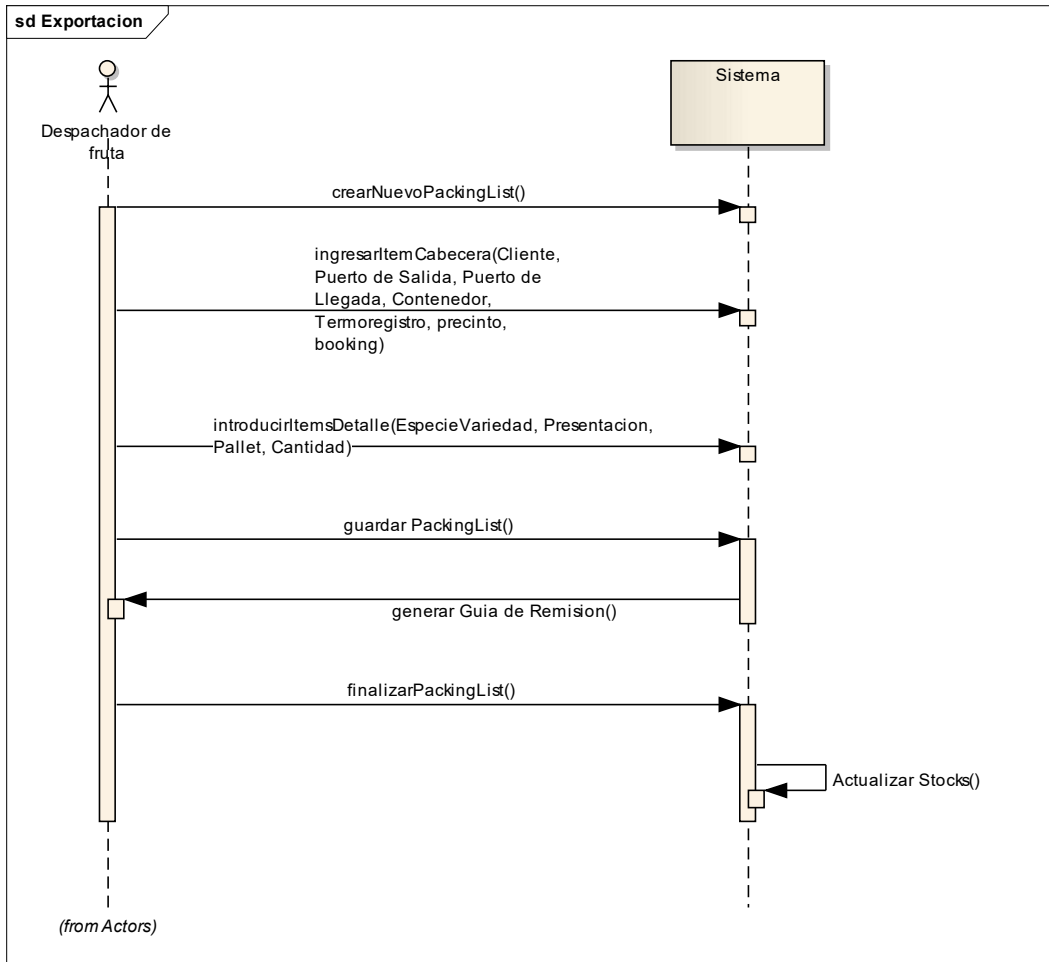 sd Exportacion
Despachador de
fruta
Sistema
crearNuevoPackingList()
ingresarItemCabecera(Cliente,
Puerto de Salida, Puerto de
Llegada, Contenedor,
Termoregistro, precinto,
booking)
introducirItemsDetalle(EspecieVariedad, Presentacion,
Pallet, Cantidad)
guardar PackingList()
generar Guia de Remision()
finalizarPackingList()
Actualizar Stocks()
(from Actors)